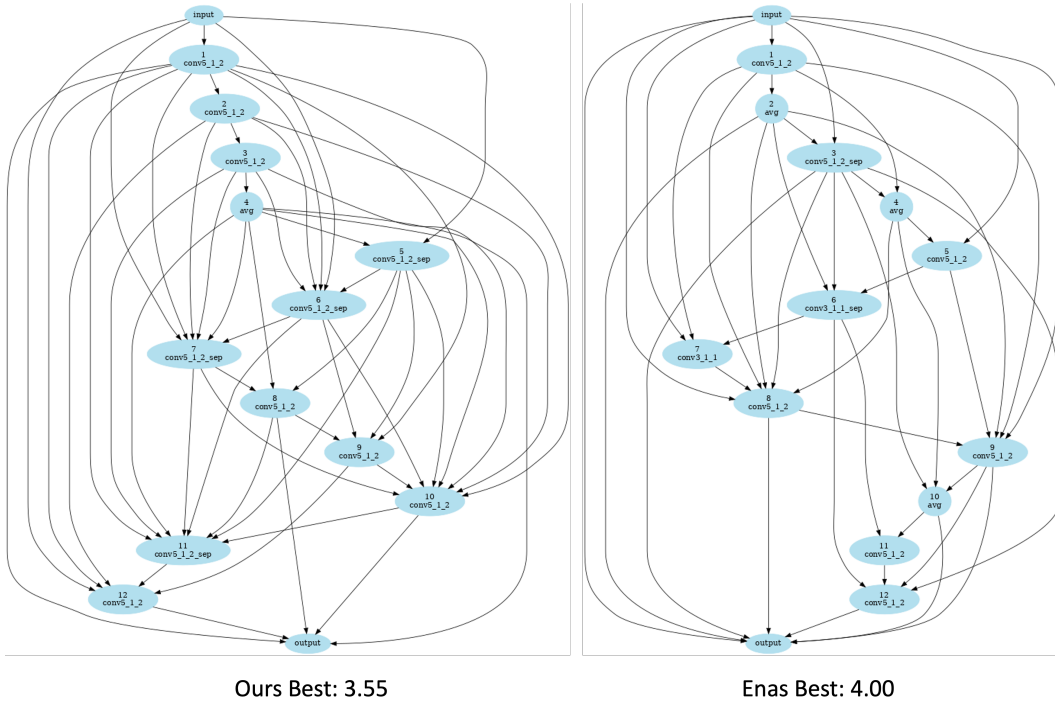 input
1
conv5_1_2
2
conv5_1_2
3
conv5_1_2
4
avg
5
conv5_1_2_sep
6
conv5_1_2_sep
7
conv5_1_2_sep
8
conv5_1_2
9
conv5_1_2
10
conv5_1_2
11
conv5_1_2_sep
12
conv5_1_2
output
Ours Best: 3.55
input
1
conv5_1_2
2
avg
3
conv5_1_2_sep
4
avg
5
conv5_1_2
6
conv3_1_1_sep
7
conv3_1_1
8
conv5_1_2
9
conv5_1_2
10
avg
11
conv5_1_2
12
conv5_1_2
output
Enas Best: 4.00